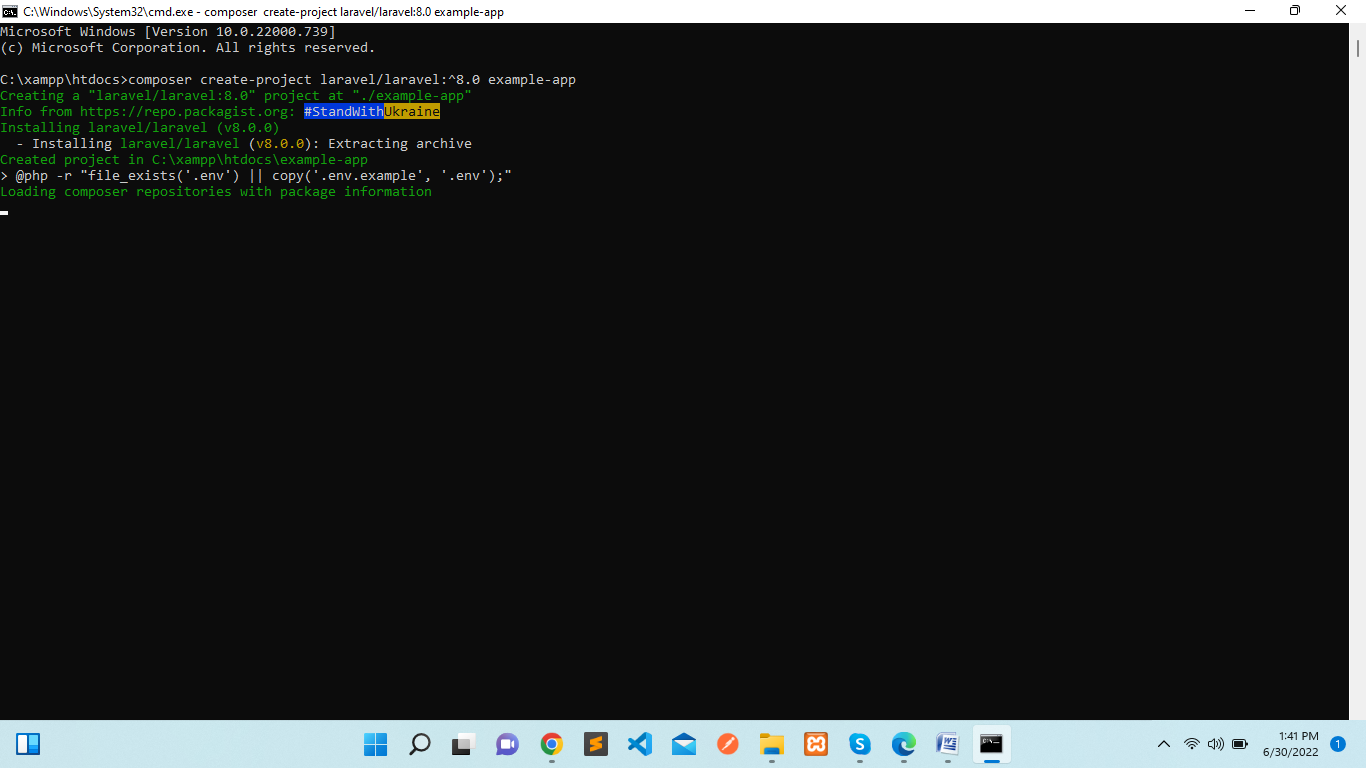 C:\Windows\System32\cmd.exe - composer  create-project laravel/laravel:8.0 example-app
Microsoft Windows [Version 10.0.22000.739]
(c) Microsoft Corporation. All rights reserved.
C:\xampp\htdocs>composer create-project laravel/laravel:^8.0 example-app
Creating a "laravel/laravel:8.0" project at "./example-app"
Info from https://repo.packagist.org: #StandWithUkraine
Installing laravel/laravel (v8.0.0)
  - Installing laravel/laravel (v8.0.0): Extracting archive
Created project in C:\xampp\htdocs\example-app
> @php -r "file_exists('.env') || copy('.env.example', '.env');"
Loading composer repositories with package information
1:41 PM
6/30/2022
1